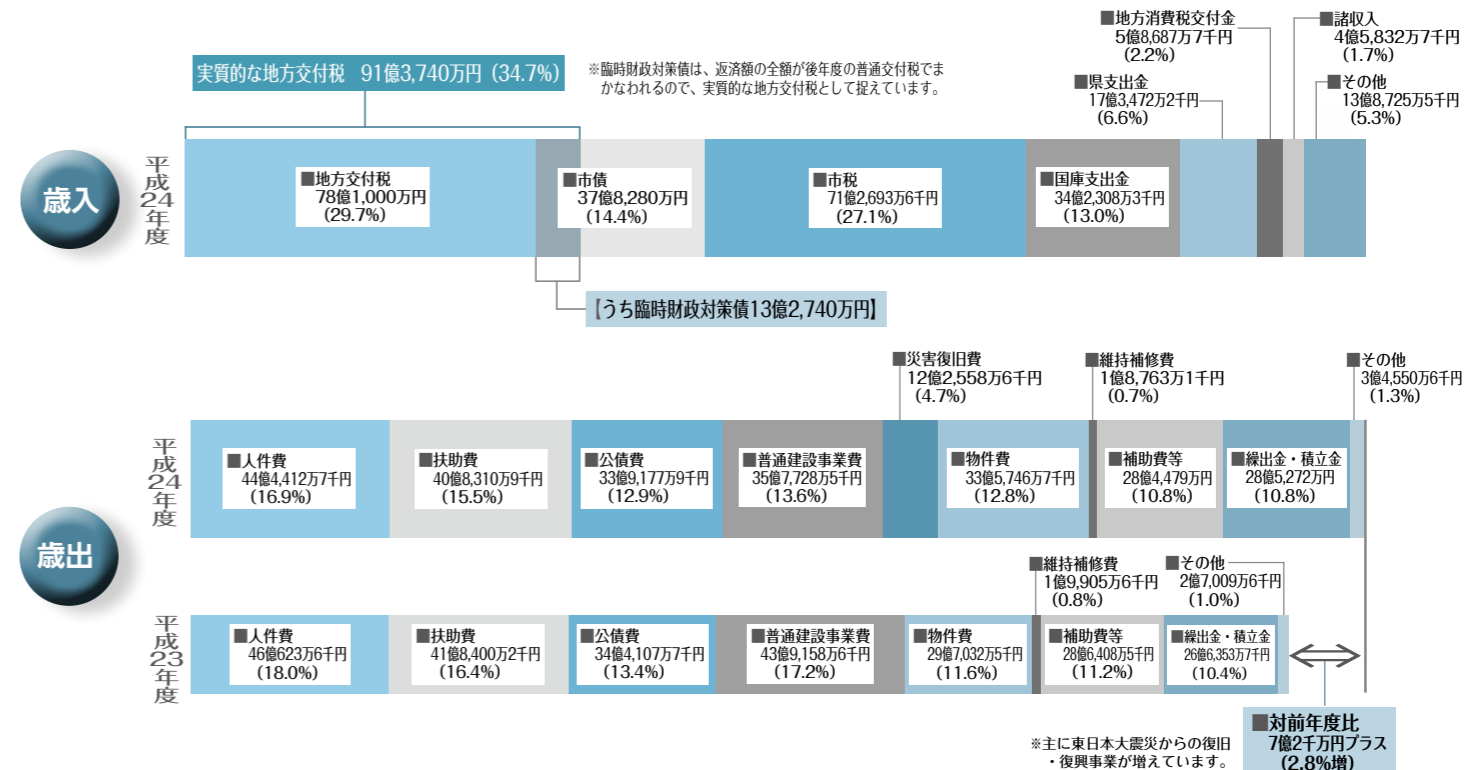 実質的な地方交付税 91億3,740万円（34.7%）
※臨時財政対策債は、返済額の全額が後年度の普通交付税でま
かなわれるので、実質的な地方交付税として捉えています。
■地方消費税交付金
5億8,687万7千円
（2.2%）
■諸収入
4億5,832万7千円
（1.7%）
■県支出金
17億3,472万2千円
（6.6%）
■その他
13億8,725万5千円
（5.3%）
歳入
平成24年度
■地方交付税
78億1,000万円
（29.7%）
■市債
37億8,280万円
（14.4%）
■市税
71億2,693万6千円
（27.1%）
■国庫支出金
34億2,308万3千円
（13.0%）
【うち臨時財政対策債13億2,740万円】
歳出
■災害復旧費
12億2,558万6千円
（4.7%）
■維持補修費
1億8,763万1千円
（0.7%）
■その他
3億4,550万6千円
（1.3%）
平成24年度
■人件費
44億4,412万7千円
（16.9%）
■扶助費
40億8,310万9千円
（15.5%）
■公債費
33億9,177万9千円
（12.9%）
■普通建設事業費
35億7,728万5千円
（13.6%）
■物件費
33億5,746万7千円
（12.8%）
■補助費等
28億4,479万円
（10.8%）
■繰出金・積立金
28億5,272万円
（10.8%）
■維持補修費
1億9,905万6千円
（0.8%）
■その他
2億7,009万6千円
（1.0%）
平成23年度
■人件費
46億623万6千円
（18.0%）
■扶助費
41億8,400万2千円
（16.4%）
■公債費
34億4,107万7千円
（13.4%）
■普通建設事業費
43億9,158万6千円
（17.2%）
■物件費
29億7,032万5千円
（11.6%）
■補助費等
28億6,408万5千円
（11.2%）
■繰出金・積立金
26億6,353万7千円
（10.4%）
※主に東日本大震災からの復旧
・復興事業が増えています。
■対前年度比
7億2千万円プラス
（2.8%増）